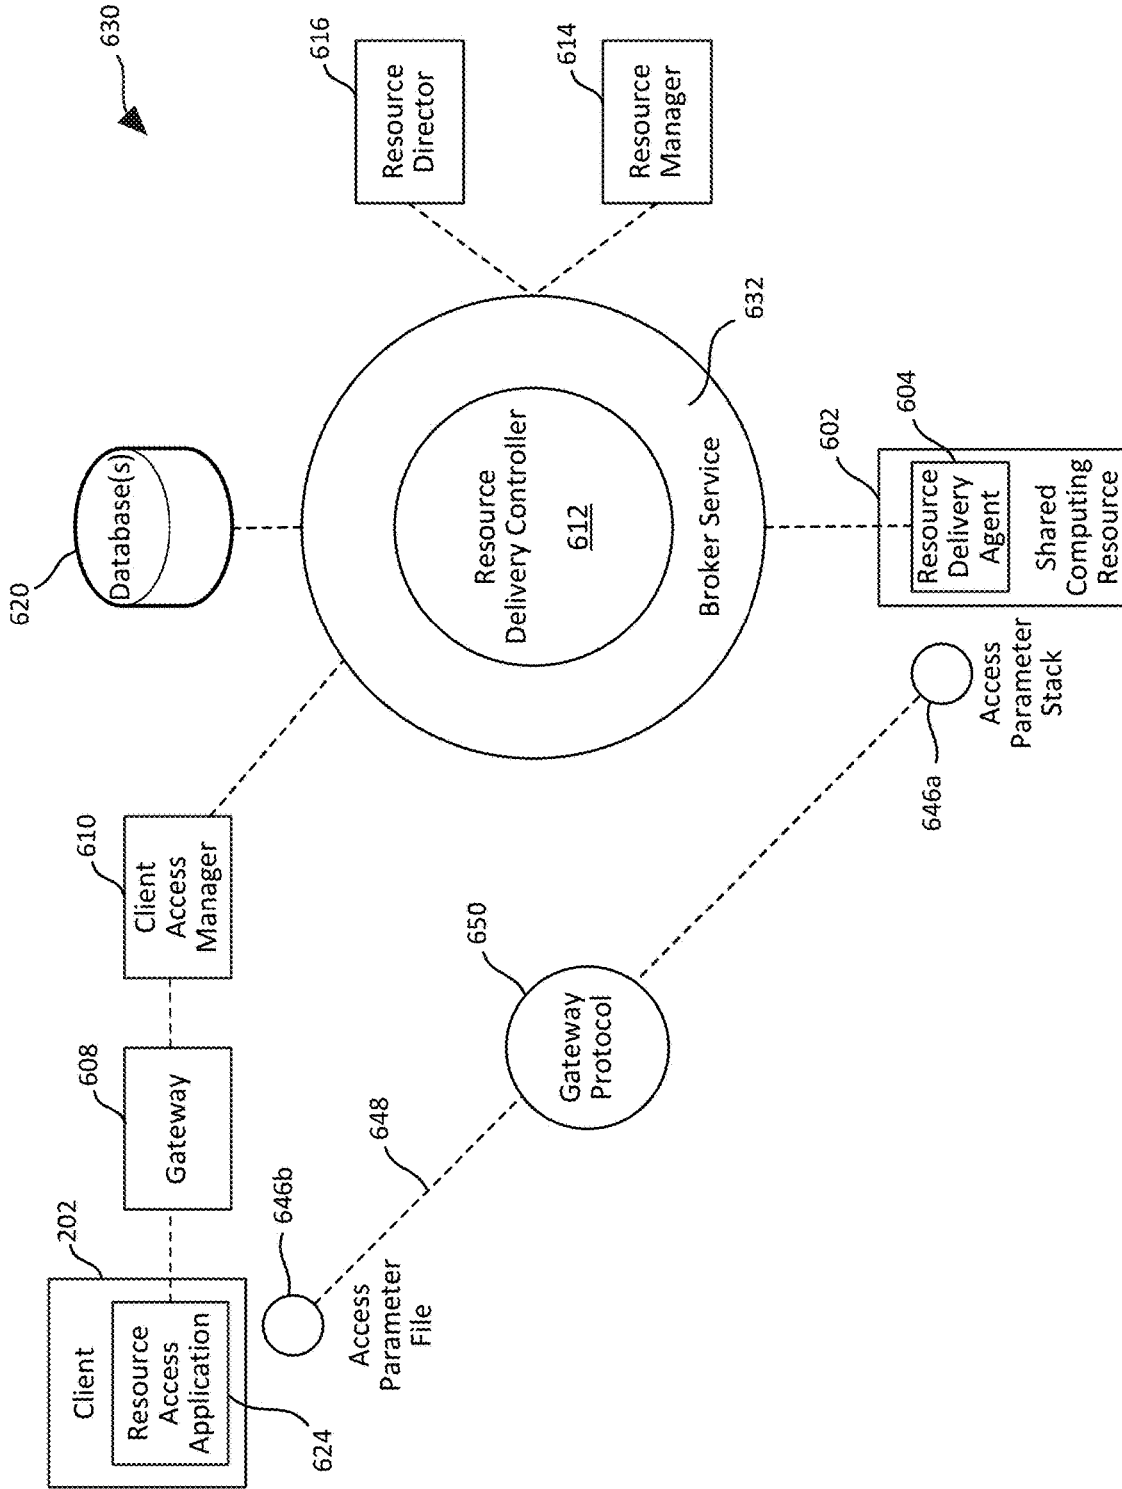 630
202
Client
Resource
Access
Application
624
608
Gateway
610
Client
Access
Manager
620
Database(s)
616
Resource
Director
614
Resource
Manager
Resource
Delivery Controller
612
Broker Service
632
646b
Access
Parameter
File
648
650
Gateway
Protocol
646a
Access
Parameter
Stack
602
604
Resource
Delivery
Agent
Shared
Computing
Resource